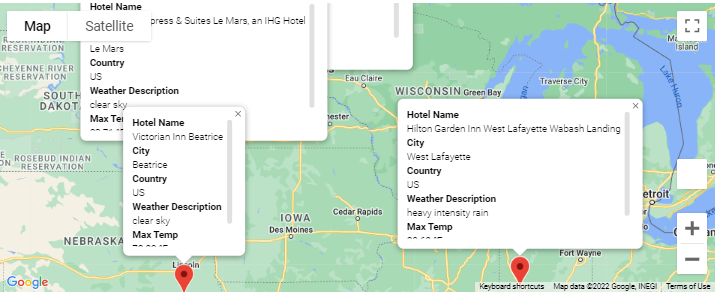 Map
Satellite
Hotel Name
press & Suites Le Mars, an IHG Hotel
Le Mars
Country
US
Weather Description
clear sky
Max Temp
Hotel Name
Victorian Inn Beatrice
City
Beatrice
Country
US
Weather Description
clear sky
Max Temp
Hotel Name
Hilton Garden Inn West Lafayette Wabash Landing
City
West Lafayette
Country
US
Weather Description
heavy intensity rain
Max Temp
RESERVATION
CHEYENNE RIVER
RESERVATION
SOUTH
DAKOTA
ROSEBUD INDIAN
RESERVATION
NEBRASKA
Lincoln
IOWA
Des Moines
Cedar Rapids
Eau Claire
WISCONSIN
Green Bay
Traverse City
Manitoulin
Island
Lake Huron
Detroit
Fort Wayne
Google
Keyboard shortcuts
Map data ©2022 Google, INEGI
Terms of Use